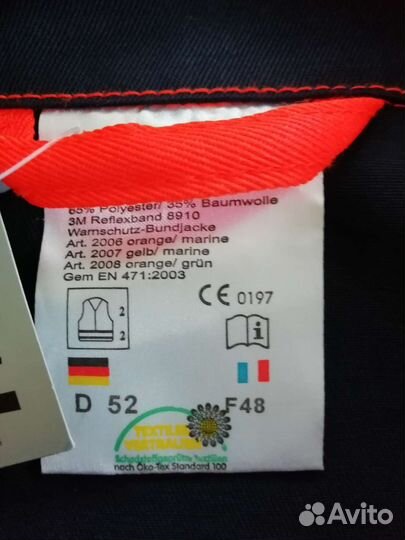 65% Polyester/ 35% Baumwolle
3M Reflexband 8910
Warnschutz-Bundjacke
Art. 2006 orange/ marine
Art. 2007 gelb/ marine
Art. 2008 orange/ grün
Gem EN 471:2003
2
2
CE 0197
i
D 52
F48
TEXTILES
VERTRAUEN
Schadstoffgeprüfte Textilien
nach Öko-Tex Standard 100
Avito